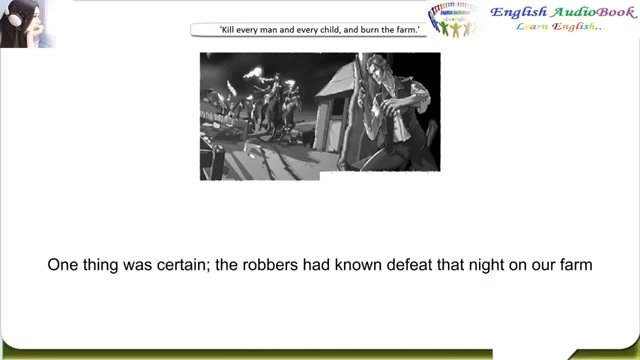 'Kill every man and every child, and burn the farm.'
English AudioBook
Learn English...
One thing was certain; the robbers had known defeat that night on our farm